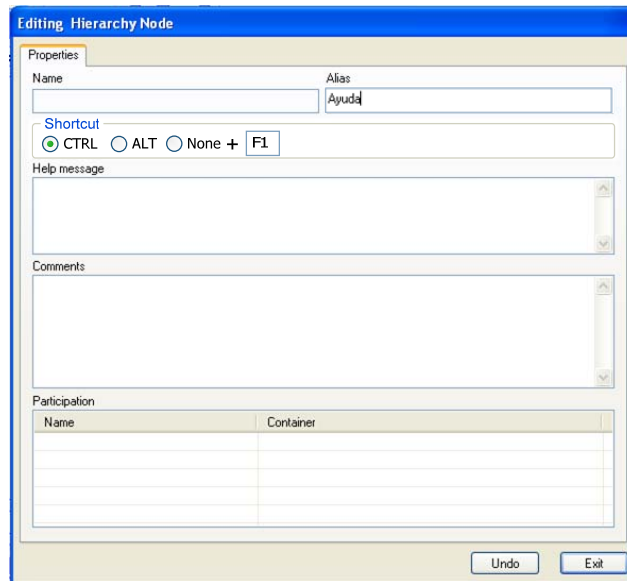 Editing Hierarchy Node
Properties
Name Alias
Ayuda
Shortcut
CTRL ALT None + F1
Help message
Comments
Participation
Name Container
Undo Exit